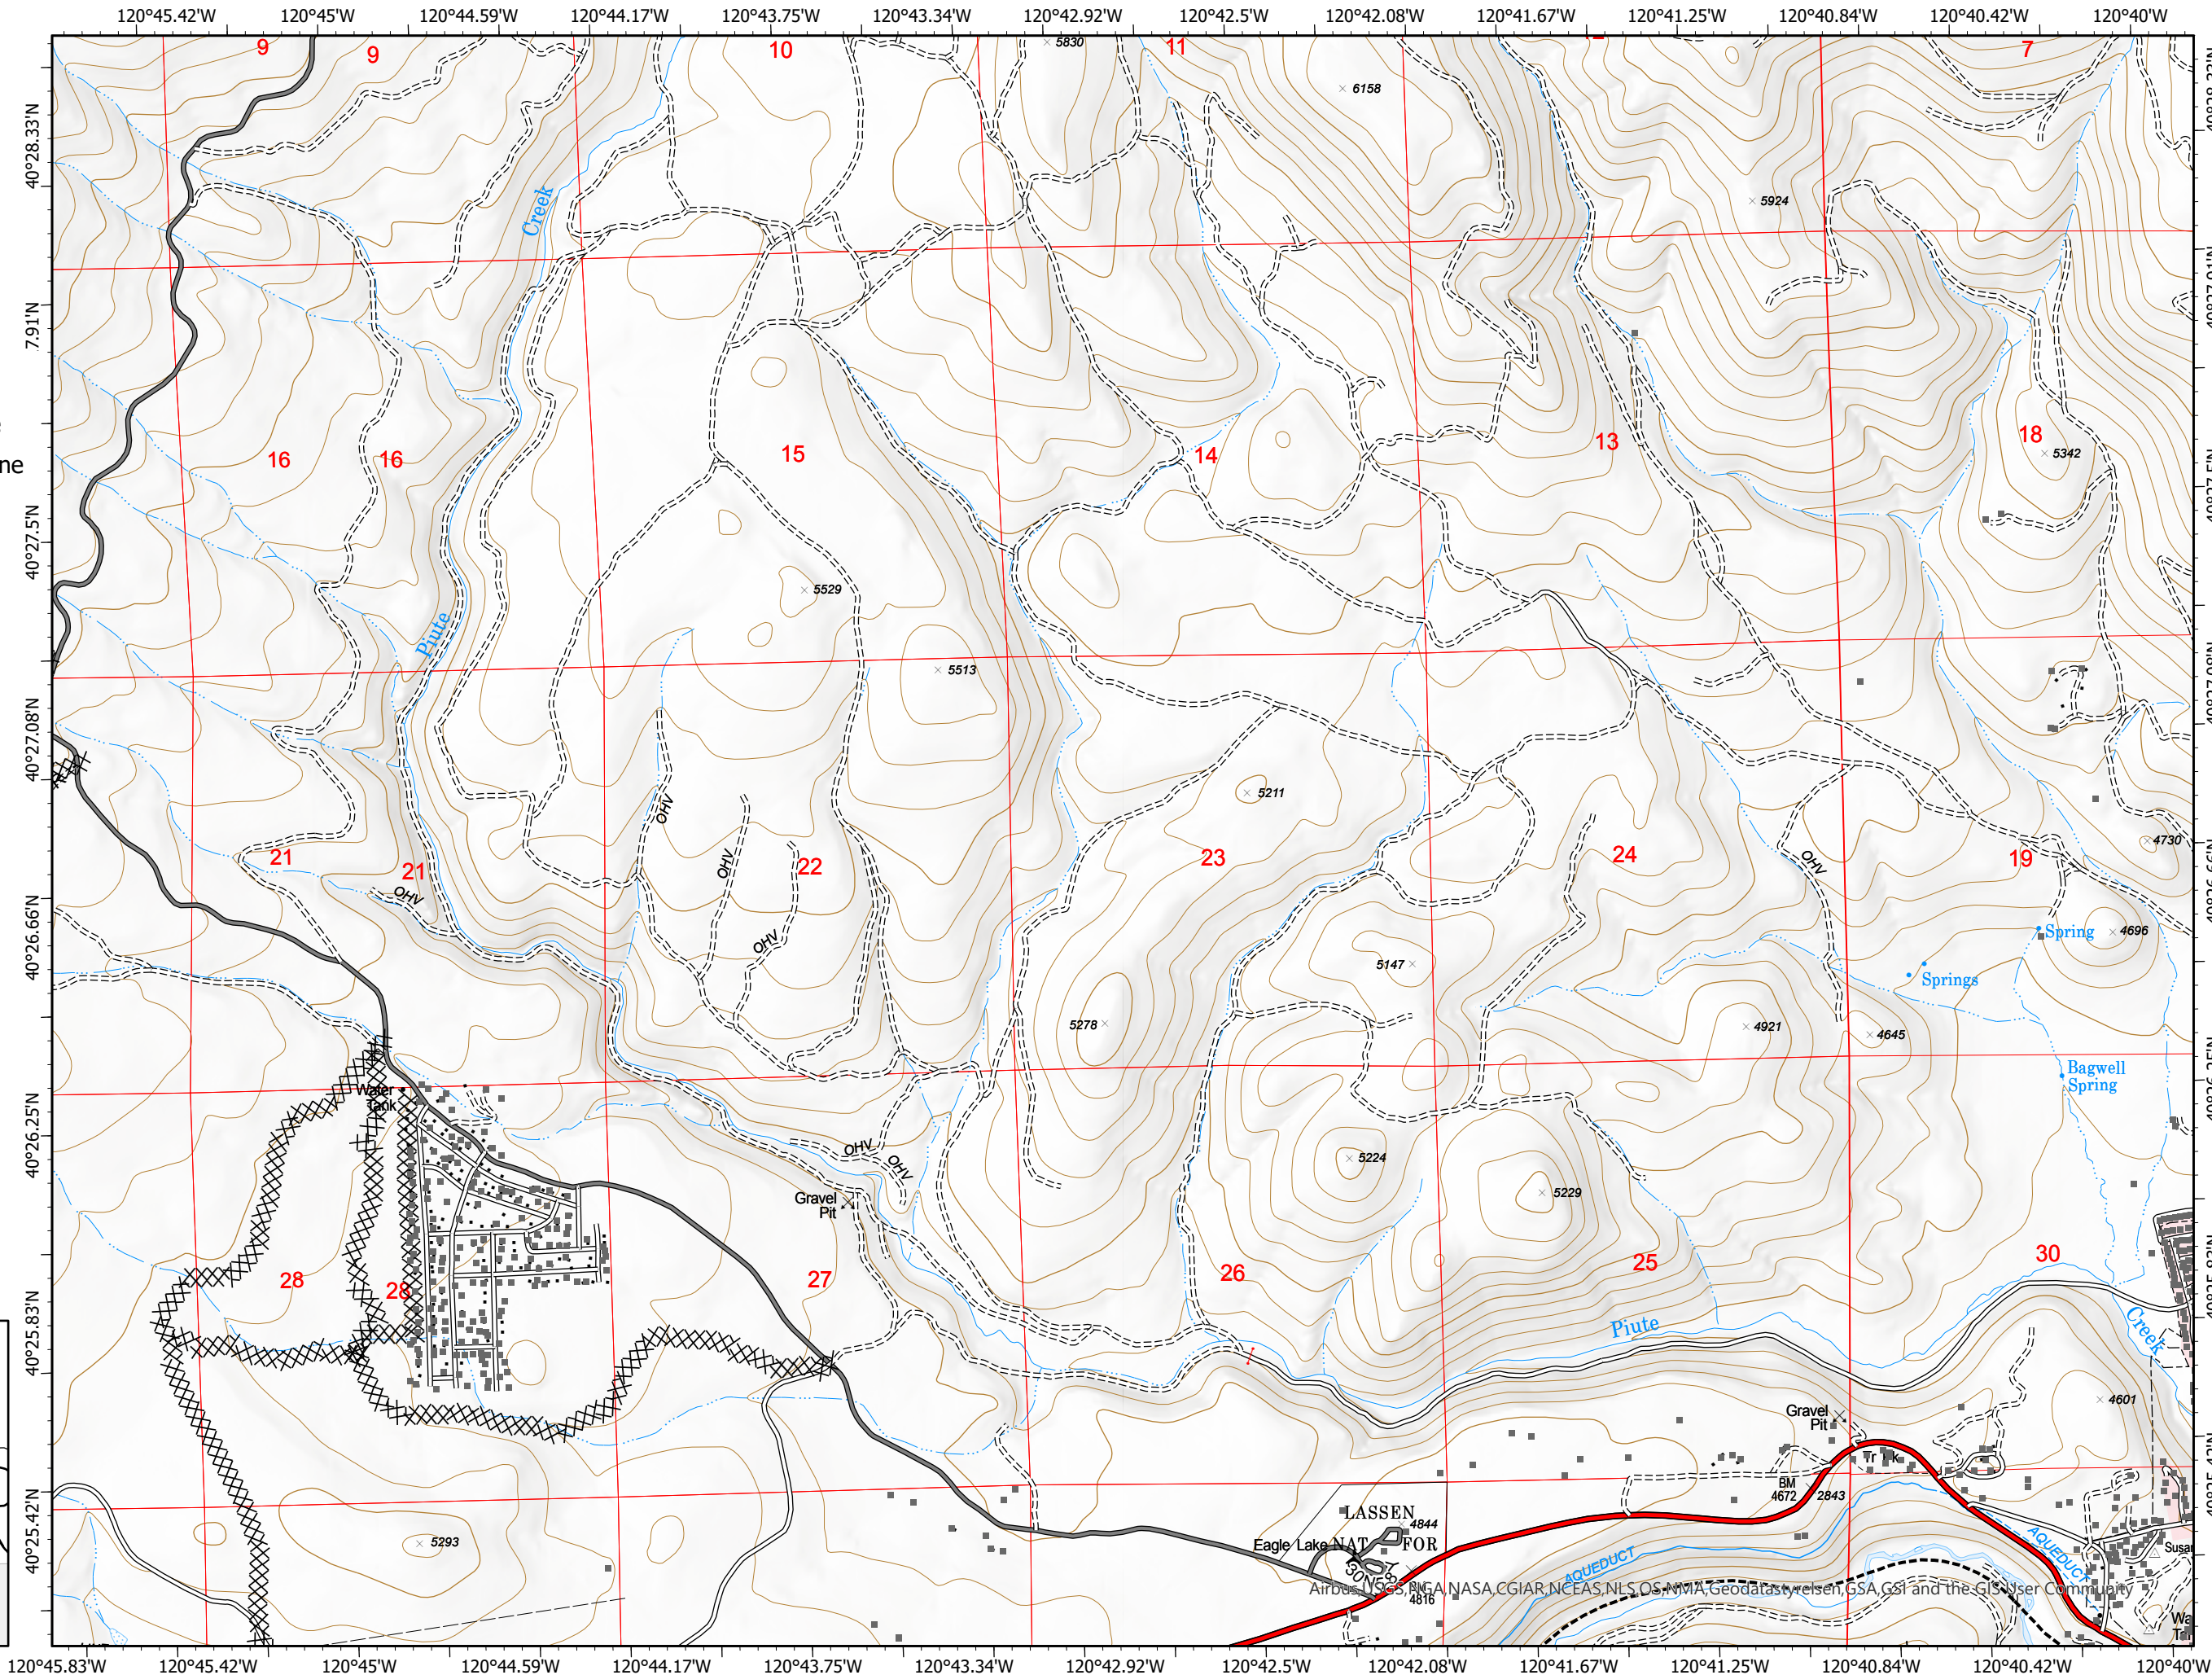 120°45.42'W 120°45'W 120°44.59'W 120°44.17'W 120°43.75'W 120°43.34'W 120°42.92'W 120°42.5'W 120°42.08'W 120°41.67'W 120°41.25'W 120°40.84'W 120°40.42'W 120°40'W
9 9 10 11 7
5830
6158
40°28.33'N
Creek
5924
7.91'N
16 16 15 14 13 18
5342
ne
40°27.5'N
5529
Piute
5513
40°27.08'N
OHV
5211
4730
21 21 22 23 24 19
OHV
OHV
OHV
OHV
40°26.66'N
Spring
4696
5147
Springs
5278
4921
4645
Water
Tank
Bagwell
Spring
40°26.25'N
OHV
OHV
5224
5229
Gravel
Pit
28 28 27 26 25 30
40°25.83'N
Piute
Creek
4601
Gravel
Pit
BM
4672
2843
40°25.42'N
LASSEN
4844
Eagle Lake NAT FOR
5293
AQUEDUCT
AQUEDUCT
Susan
Airbus,USGS,NGA,NASA,CGIAR,NCEAS,NLS,OS,NMA,Geodatastyrelsen,GSA,GSI and the GIS User Community
4816
Wa
120°45.83'W 120°45.42'W 120°45'W 120°44.59'W 120°44.17'W 120°43.75'W 120°43.34'W 120°42.92'W 120°42.5'W 120°42.08'W 120°41.67'W 120°41.25'W 120°40.84'W 120°40.42'W 120°40'W